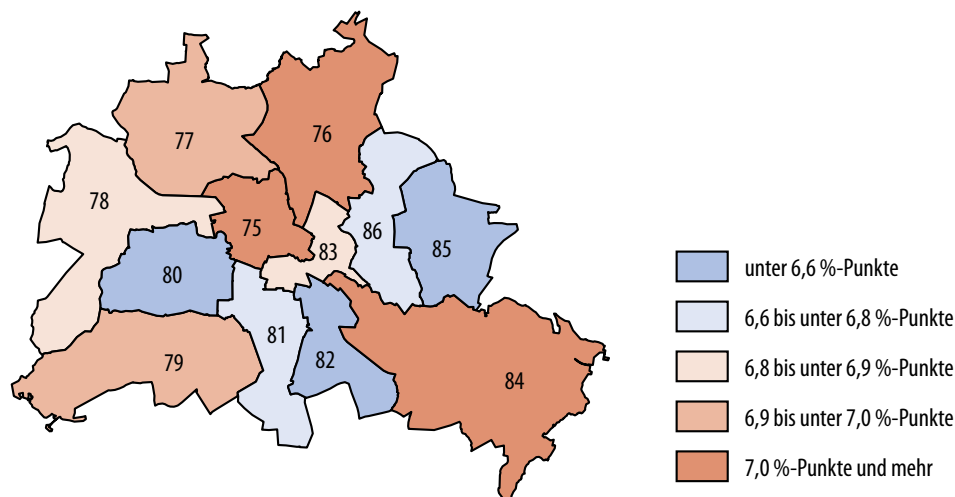 77
76
78
75
86
83
85
80
81
79
82
84
unter 6,6 %-Punkte
6,6 bis unter 6,8 %-Punkte
6,8 bis unter 6,9 %-Punkte
6,9 bis unter 7,0 %-Punkte
7,0 %-Punkte und mehr